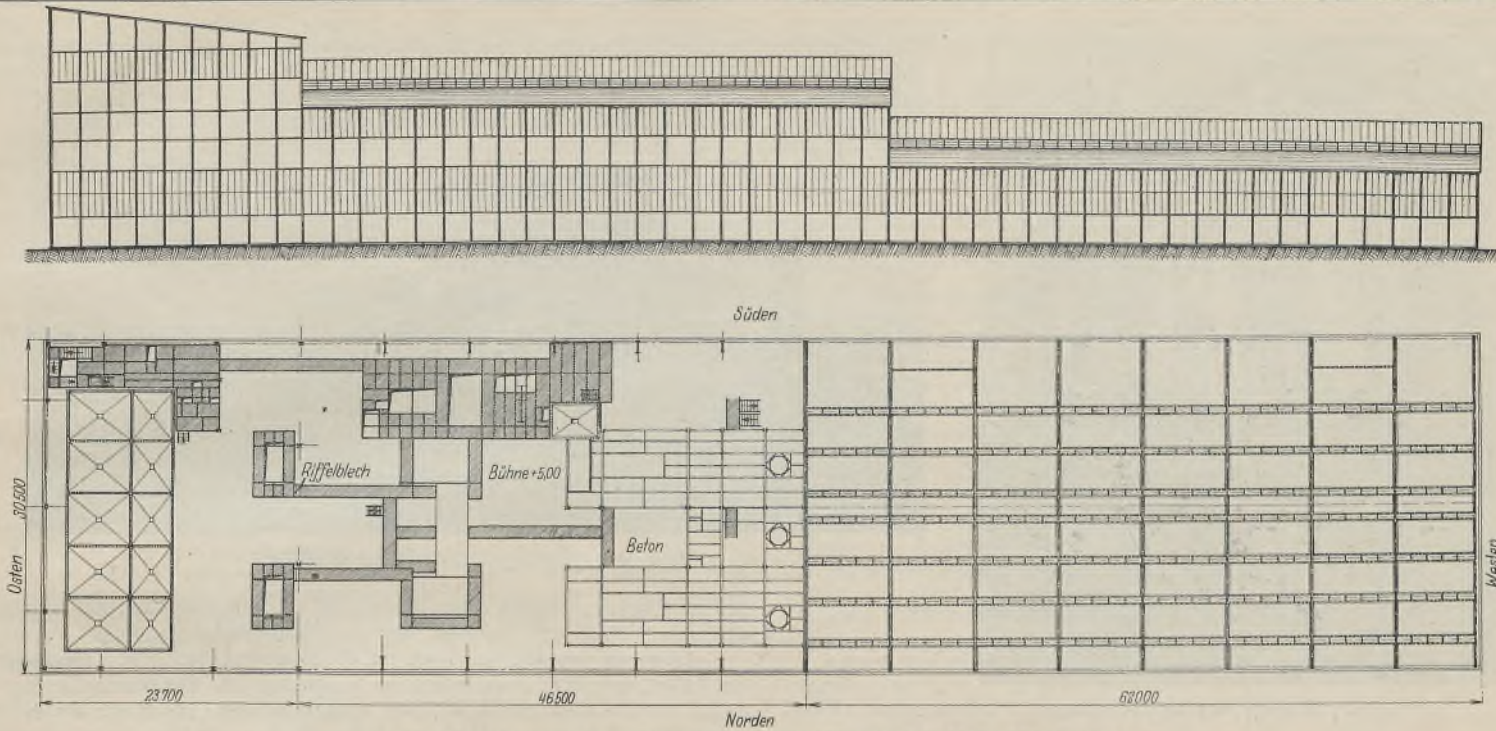 Süden
Osten
30500
Riffelblech
Bühne +5,00
Beton
Westen
23700
46500
68000
Norden